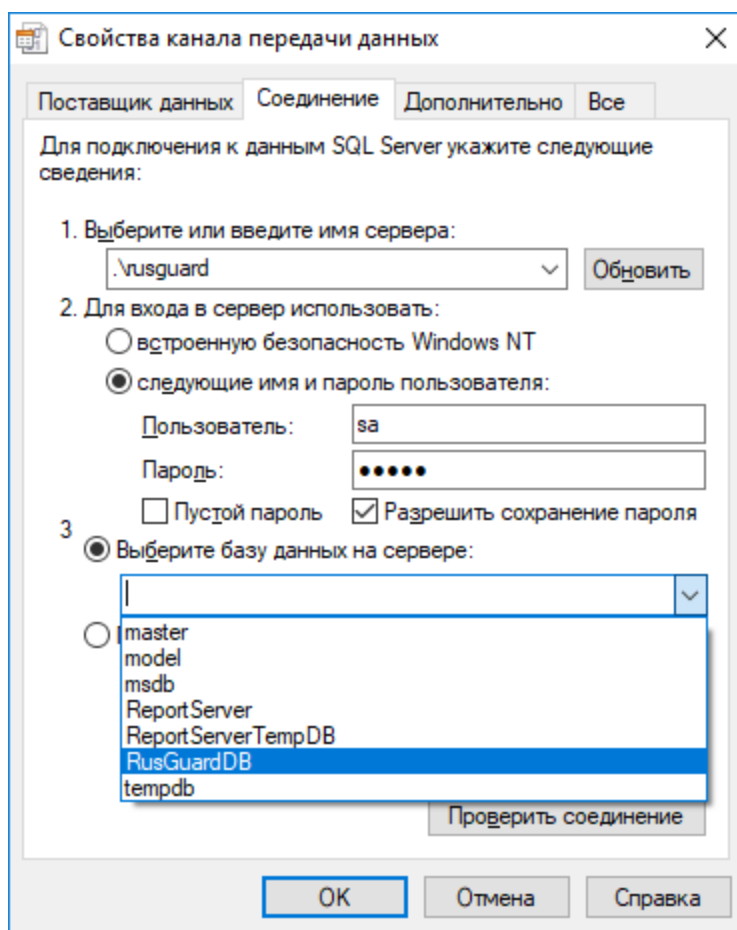 Свойства канала передачи данных
Поставщик данных Соединение Дополнительно Все
Для подключения к данным SQL Server укажите следующие
сведения:
1. Выберите или введите имя сервера:
.\rusguard Обновить
2. Для входа в сервер использовать:
встроенную безопасность Windows NT
следующие имя и пароль пользователя:
Пользователь: sa
Пароль: •••••
Пустой пароль Разрешить сохранение пароля
3
Выберите базу данных на сервере:
master
model
msdb
ReportServer
ReportServerTempDB
RusGuardDB
tempdb
Проверить соединение
OK Отмена Справка